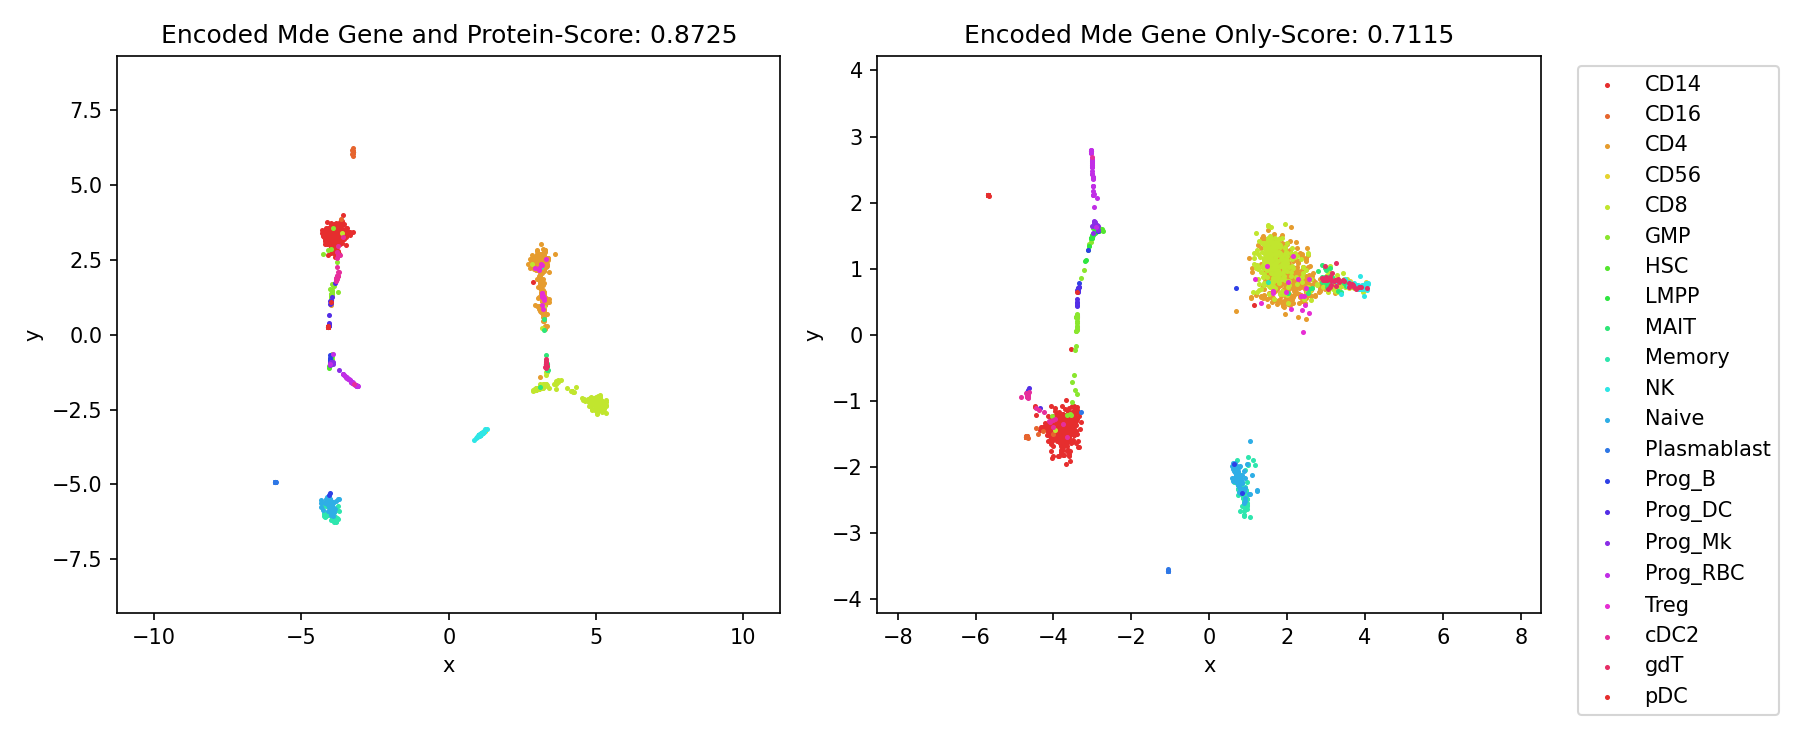 Encoded Mde Gene and Protein-Score: 0.8725
7.5
5.0
2.5
0.0
−2.5
−5.0
−7.5
y
−10
−5
0
5
10
x
Encoded Mde Gene Only-Score: 0.7115
4
3
2
1
0
−1
−2
−3
−4
y
−8
−6
−4
−2
0
2
4
6
8
x
CD14
CD16
CD4
CD56
CD8
GMP
HSC
LMPP
MAIT
Memory
NK
Naive
Plasmablast
Prog_B
Prog_DC
Prog_Mk
Prog_RBC
Treg
cDC2
gdT
pDC